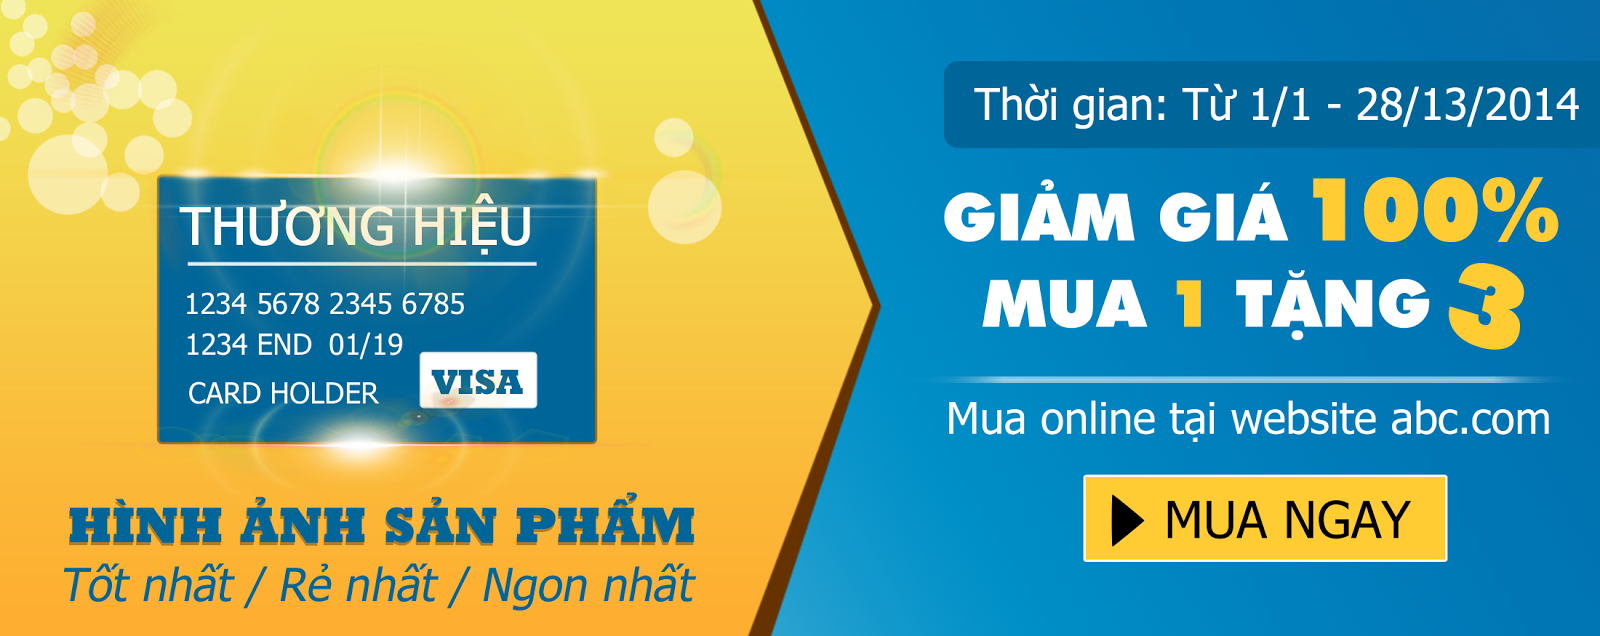 THƯƠNG HIỆU
1234 5678 2345 6785
1234 END 01/19
CARD HOLDER
VISA
HÌNH ẢNH SẢN PHẨM
Tốt nhất / Rẻ nhất / Ngon nhất
Thời gian: Từ 1/1 - 28/13/2014
GIẢM GIÁ 100%
MUA 1 TẶNG 3
Mua online tại website abc.com
MUA NGAY